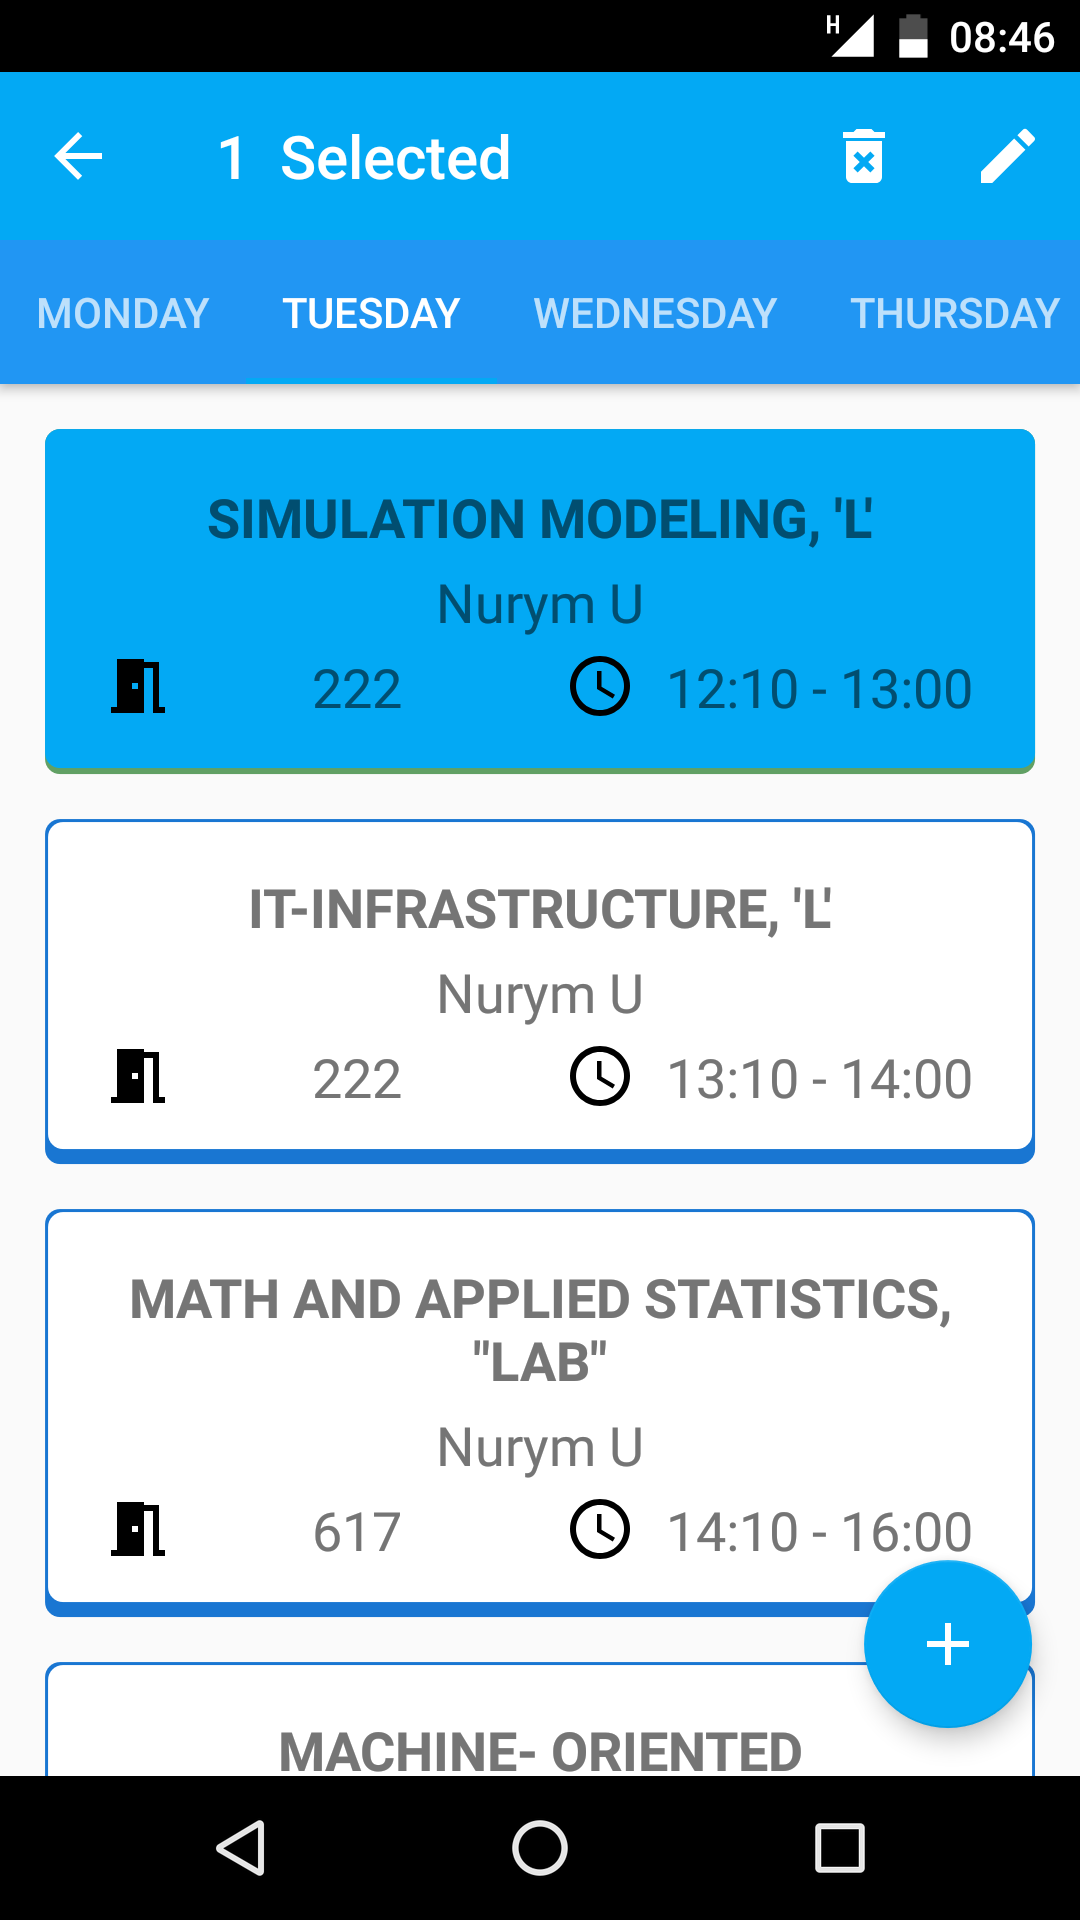 H 08:46
1 Selected
MONDAY TUESDAY WEDNESDAY THURSDAY
SIMULATION MODELING, 'L'
Nurym U
222 12:10 - 13:00
IT-INFRASTRUCTURE, 'L'
Nurym U
222 13:10 - 14:00
MATH AND APPLIED STATISTICS,
"LAB"
Nurym U
617 14:10 - 16:00
MACHINE- ORIENTED